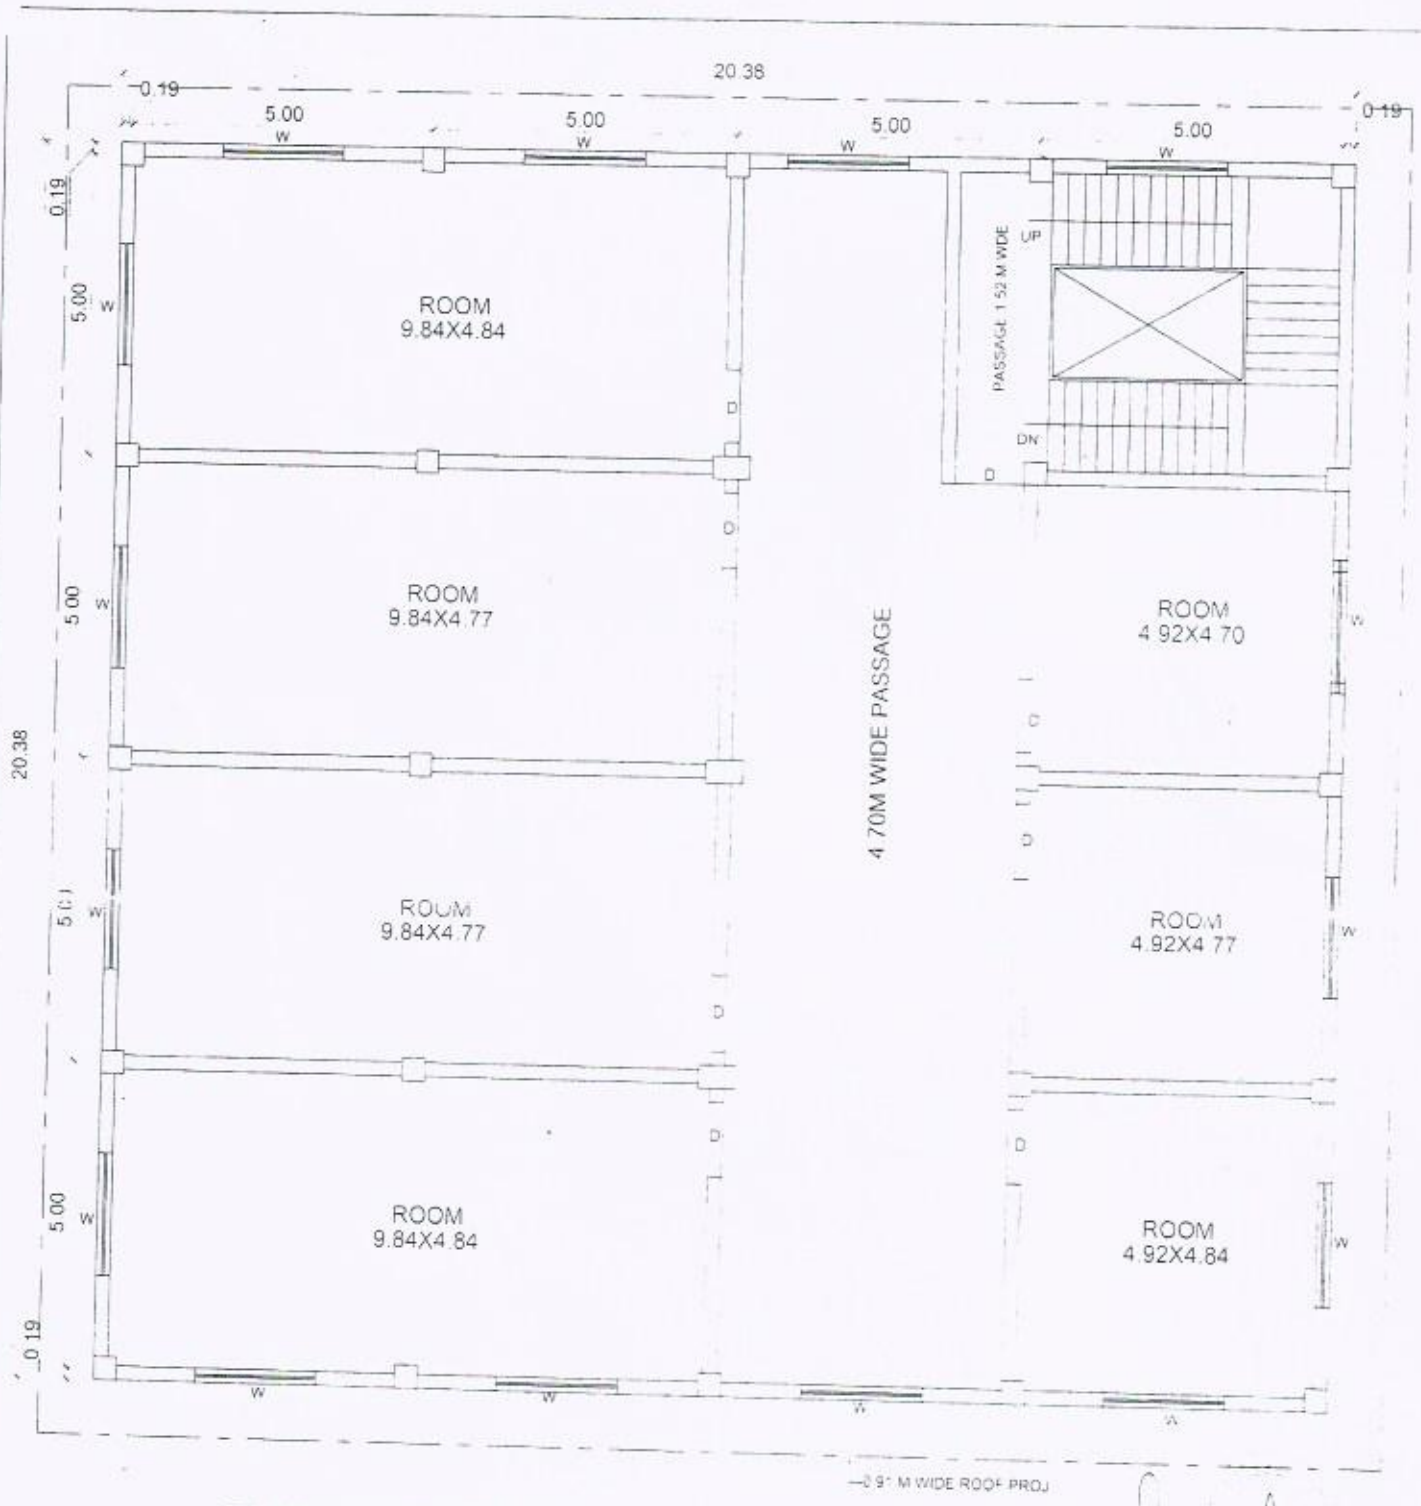 20.38
0.19
0.19
5.00
5.00
5.00
5.00
W
W
W
W
0.19
5.00
W
ROOM
9.84X4.84
PASSAGE 1.52 M WDE
UP
DN
D
D
D
5.00
W
ROOM
9.84X4.77
ROOM
4.92X4.70
W
D
4.70M WIDE PASSAGE
20.38
D
W
ROOM
9.84X4.77
ROOM
4.92X4.77
W
D
D
D
5.00
W
ROOM
9.84X4.84
ROOM
4.92X4.84
W
0.19
W
W
W
W
0.91 M WIDE ROOF PROJ